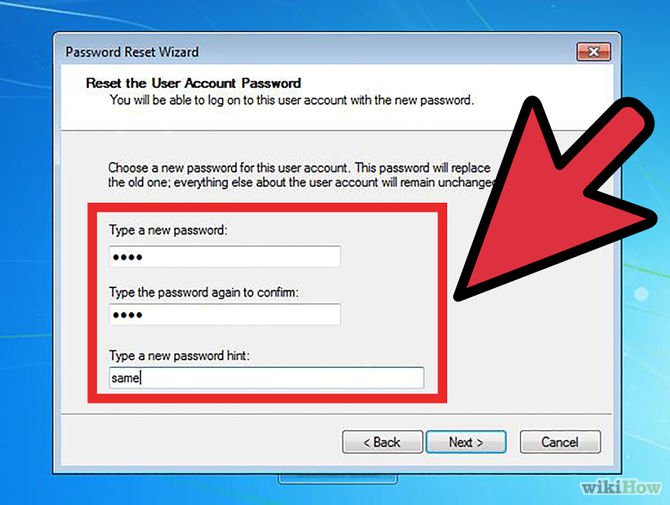 Password Reset Wizard
Reset the User Account Password
You will be able to log on to this user account with the new password.
Choose a new password for this user account. This password will replace
the old one; everything else about the user account will remain unchanged
Type a new password:
●●●●
Type the password again to confirm:
●●●●
Type a new password hint:
same
< Back
Next >
Cancel
wikiHow